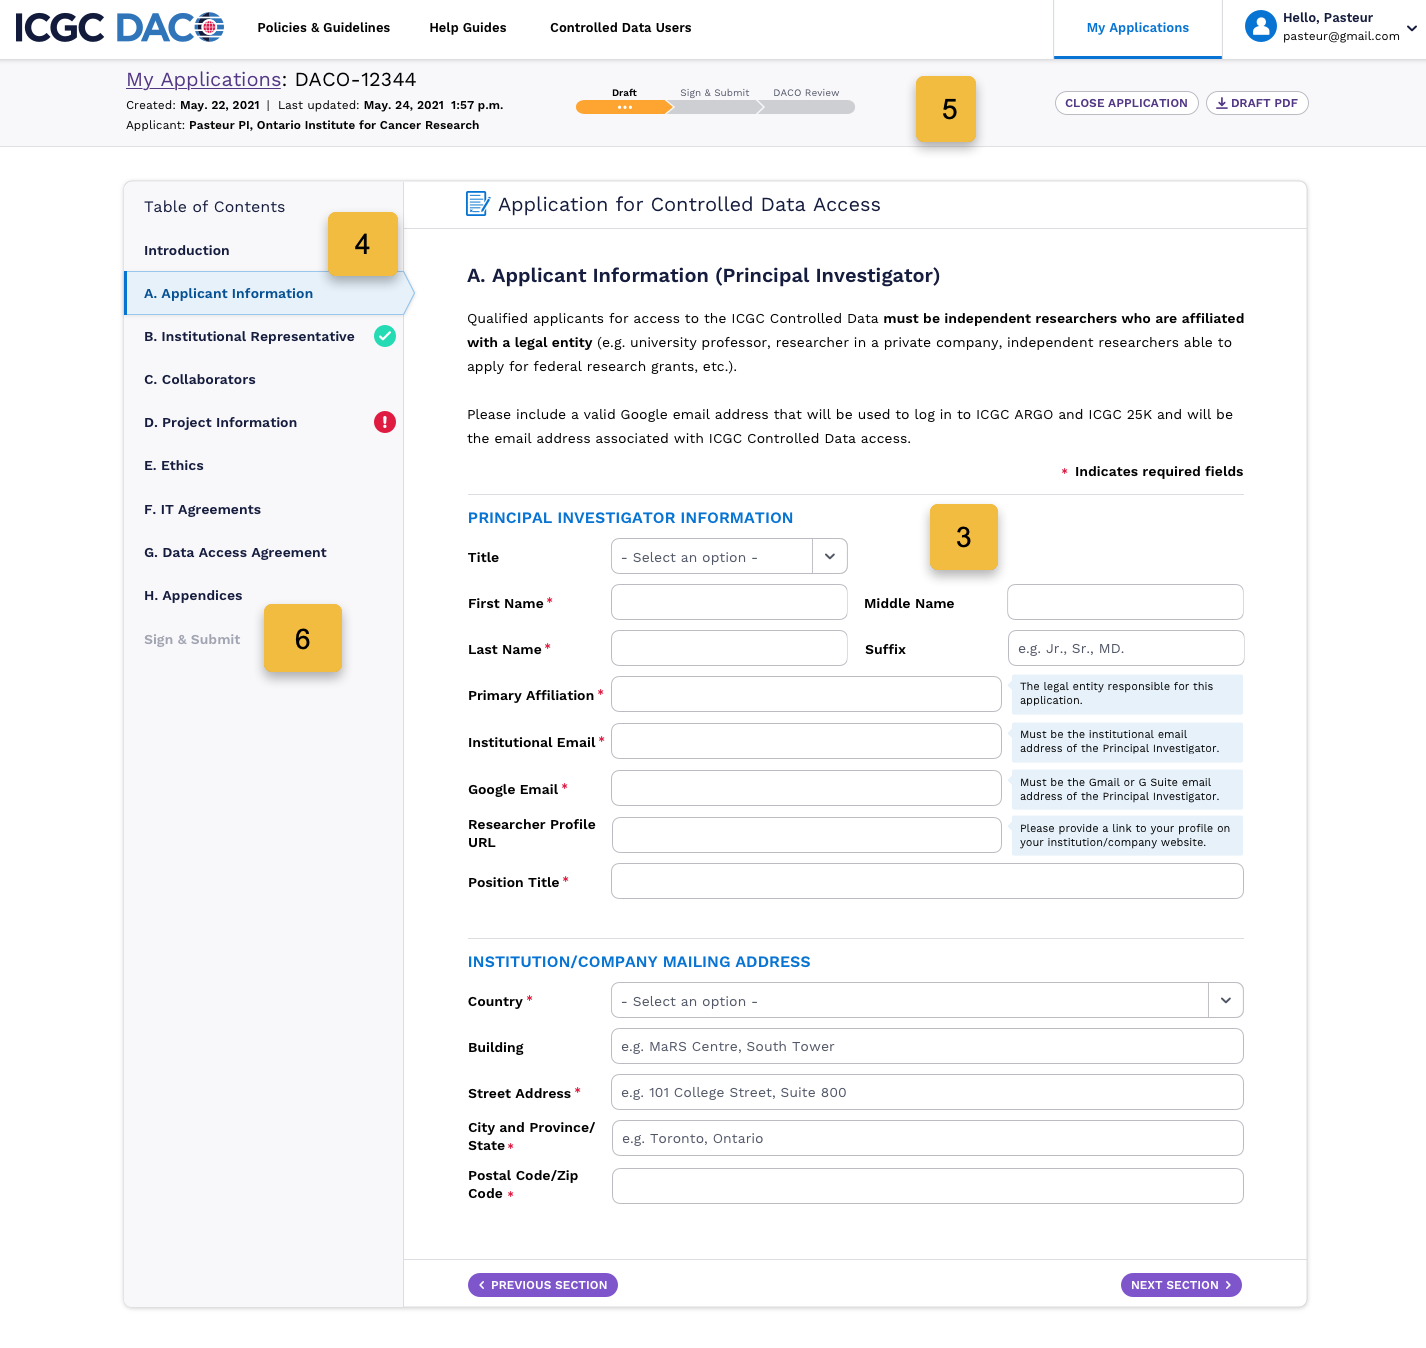 ICGC DACO
Policies & Guidelines
Help Guides
Controlled Data Users
My Applications
Hello, Pasteur
pasteur@gmail.com
My Applications: DACO-12344
Created: May. 22, 2021 | Last updated: May. 24, 2021 1:57 p.m.
Applicant: Pasteur PI, Ontario Institute for Cancer Research
Draft
Sign & Submit
DACO Review
5
CLOSE APPLICATION
DRAFT PDF
Table of Contents
4
Introduction
A. Applicant Information
B. Institutional Representative
C. Collaborators
D. Project Information
E. Ethics
F. IT Agreements
G. Data Access Agreement
H. Appendices
Sign & Submit
6
Application for Controlled Data Access
A. Applicant Information (Principal Investigator)
Qualified applicants for access to the ICGC Controlled Data must be independent researchers who are affiliated
with a legal entity (e.g. university professor, researcher in a private company, independent researchers able to
apply for federal research grants, etc.).
Please include a valid Google email address that will be used to log in to ICGC ARGO and ICGC 25K and will be
the email address associated with ICGC Controlled Data access.
* Indicates required fields
PRINCIPAL INVESTIGATOR INFORMATION
3
Title
- Select an option -
First Name *
Middle Name
Last Name *
Suffix
e.g. Jr., Sr., MD.
Primary Affiliation *
The legal entity responsible for this
application.
Institutional Email *
Must be the institutional email
address of the Principal Investigator.
Google Email *
Must be the Gmail or G Suite email
address of the Principal Investigator.
Researcher Profile
URL
Please provide a link to your profile on
your institution/company website.
Position Title *
INSTITUTION/COMPANY MAILING ADDRESS
Country *
- Select an option -
Building
e.g. MaRS Centre, South Tower
Street Address *
e.g. 101 College Street, Suite 800
City and Province/
State *
e.g. Toronto, Ontario
Postal Code/Zip
Code *
PREVIOUS SECTION
NEXT SECTION